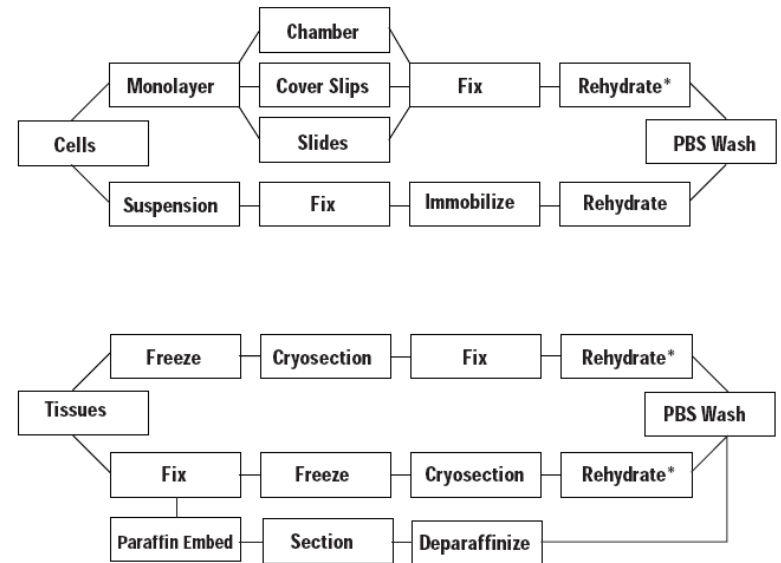 Chamber
Monolayer
Cover Slips
Fix
Rehydrate*
Cells
Slides
PBS Wash
Suspension
Fix
Immobilize
Rehydrate
Freeze
Cryosection
Fix
Rehydrate*
Tissues
PBS Wash
Fix
Freeze
Cryosection
Rehydrate*
Paraffin Embed
Section
Deparaffinize